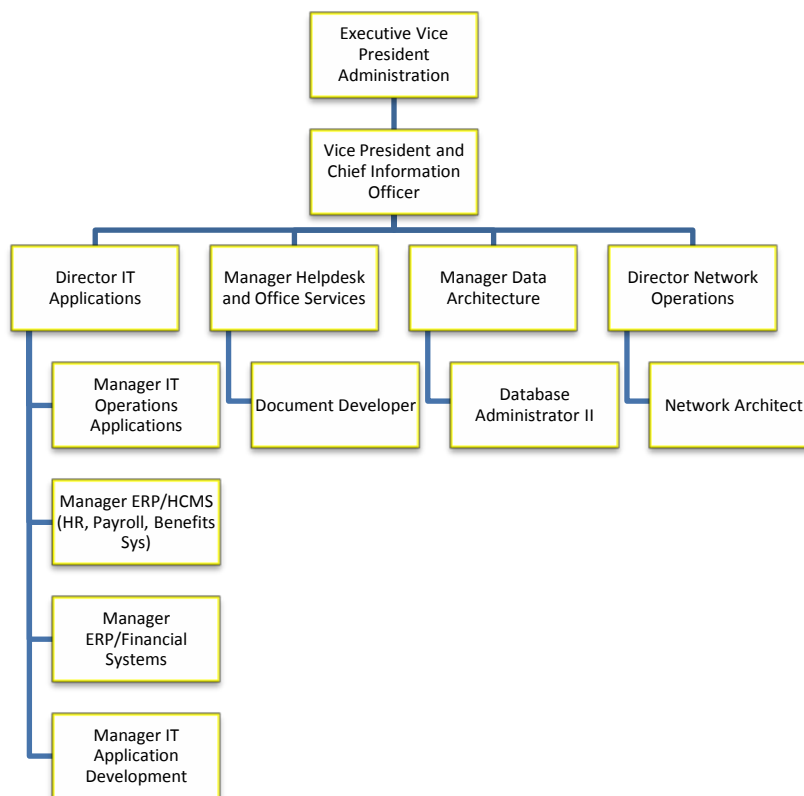 Executive Vice
President
Administration
Vice President and
Chief Information
Officer
Director IT
Applications
Manager Helpdesk
and Office Services
Manager Data
Architecture
Director Network
Operations
Manager IT
Operations
Applications
Document Developer
Database
Administrator II
Network Architect
Manager ERP/HCMS
(HR, Payroll, Benefits
Sys)
Manager
ERP/Financial
Systems
Manager IT
Application
Development